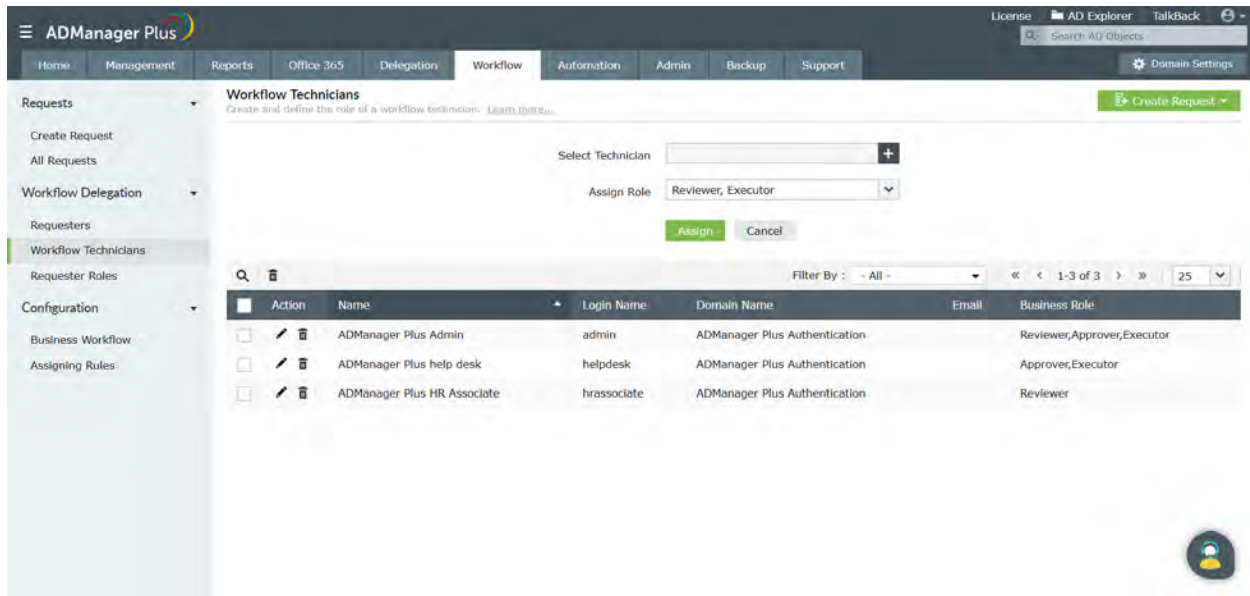 License AD Explorer TalkBack
ADManager Plus
Search AD Objects
Home Management Reports Office 365 Delegation Workflow Automation Admin Backup Support Domain Settings
Requests
Create Request
All Requests
Workflow Delegation
Requesters
Workflow Technicians
Requester Roles
Configuration
Business Workflow
Assigning Rules
Workflow Technicians
Create and define the role of a workflow technician. Learn more...
Create Request
Select Technician
Assign Role Reviewer, Executor
Assign Cancel
Filter By : - All - 1-3 of 3 25
Action Name Login Name Domain Name Email Business Role
ADManager Plus Admin admin ADManager Plus Authentication Reviewer,Approver,Executor
ADManager Plus help desk helpdesk ADManager Plus Authentication Approver,Executor
ADManager Plus HR Associate hrassociate ADManager Plus Authentication Reviewer